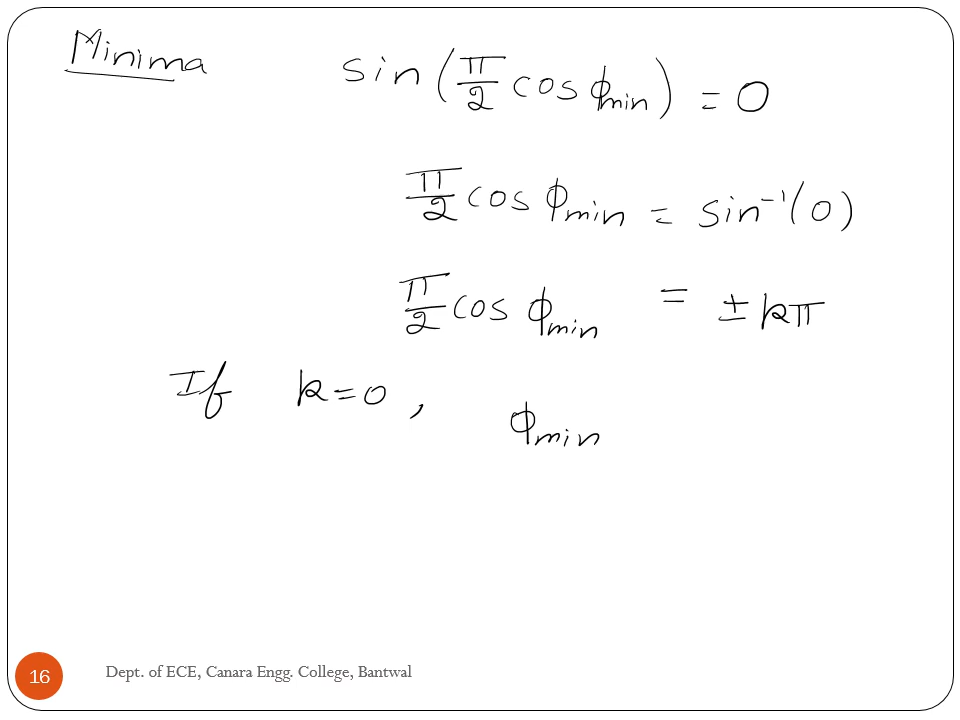 Minima sin(π/2 cos ϕmin) = 0
π/2 cos ϕmin = sin⁻¹(0)
π/2 cos ϕmin = ± kπ
If k=0, ϕmin
16 Dept. of ECE, Canara Engg. College, Bantwal